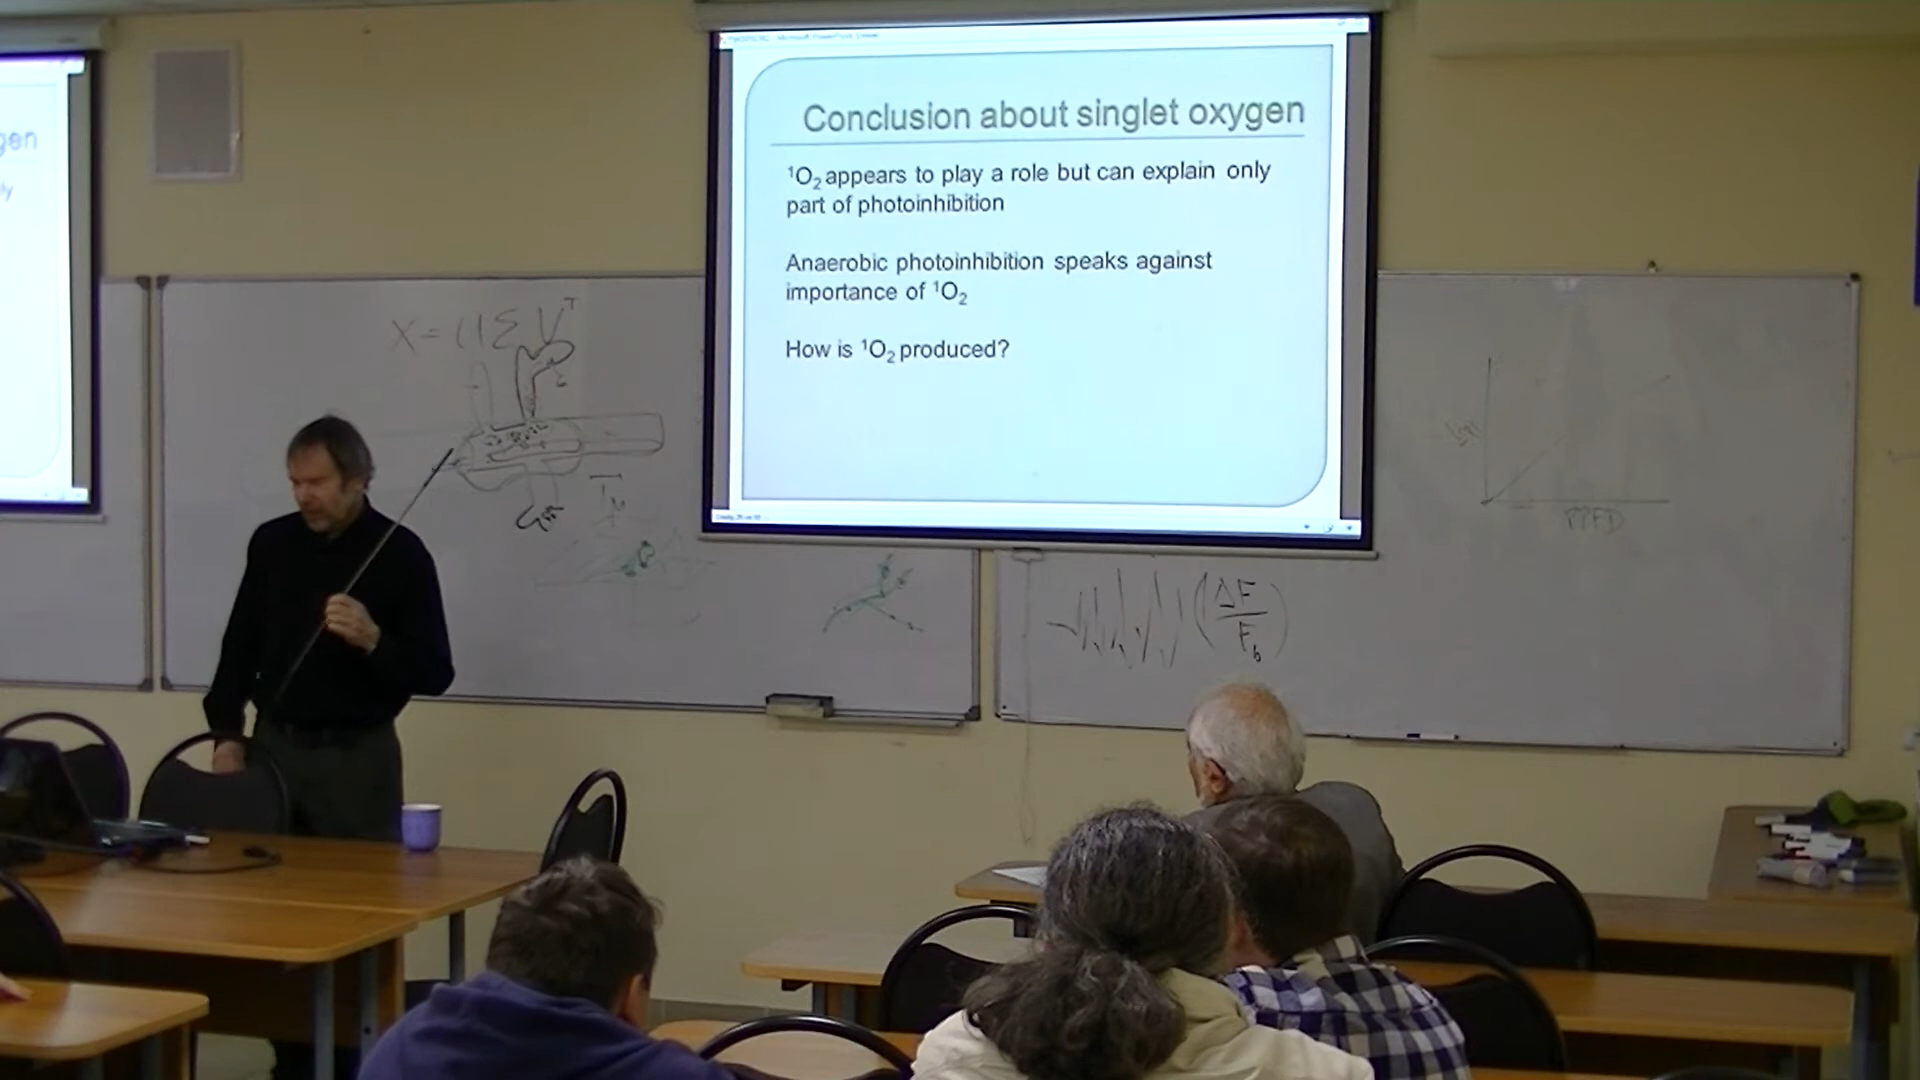 gen
ly
Conclusion about singlet oxygen
¹O₂ appears to play a role but can explain only
part of photoinhibition
Anaerobic photoinhibition speaks against
importance of ¹O₂
How is ¹O₂ produced?
X = U Σ Vᵀ
PPFD
(ΔF/F₀)